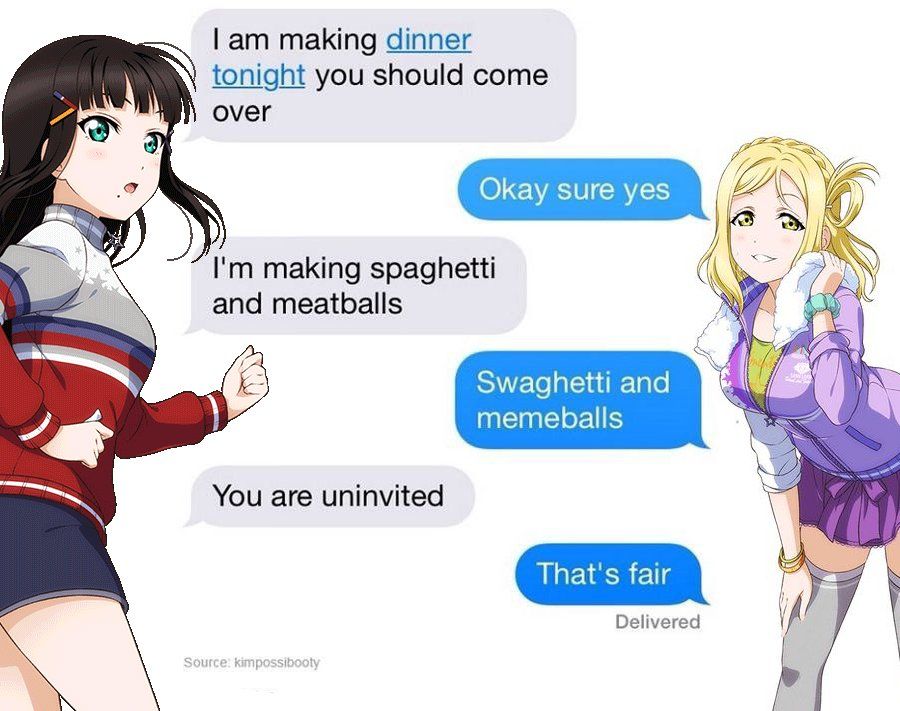 I am making dinner
tonight you should come
over
Okay sure yes
I'm making spaghetti
and meatballs
Swaghetti and
memeballs
You are uninvited
That's fair
Delivered
Source: kimpossibooty